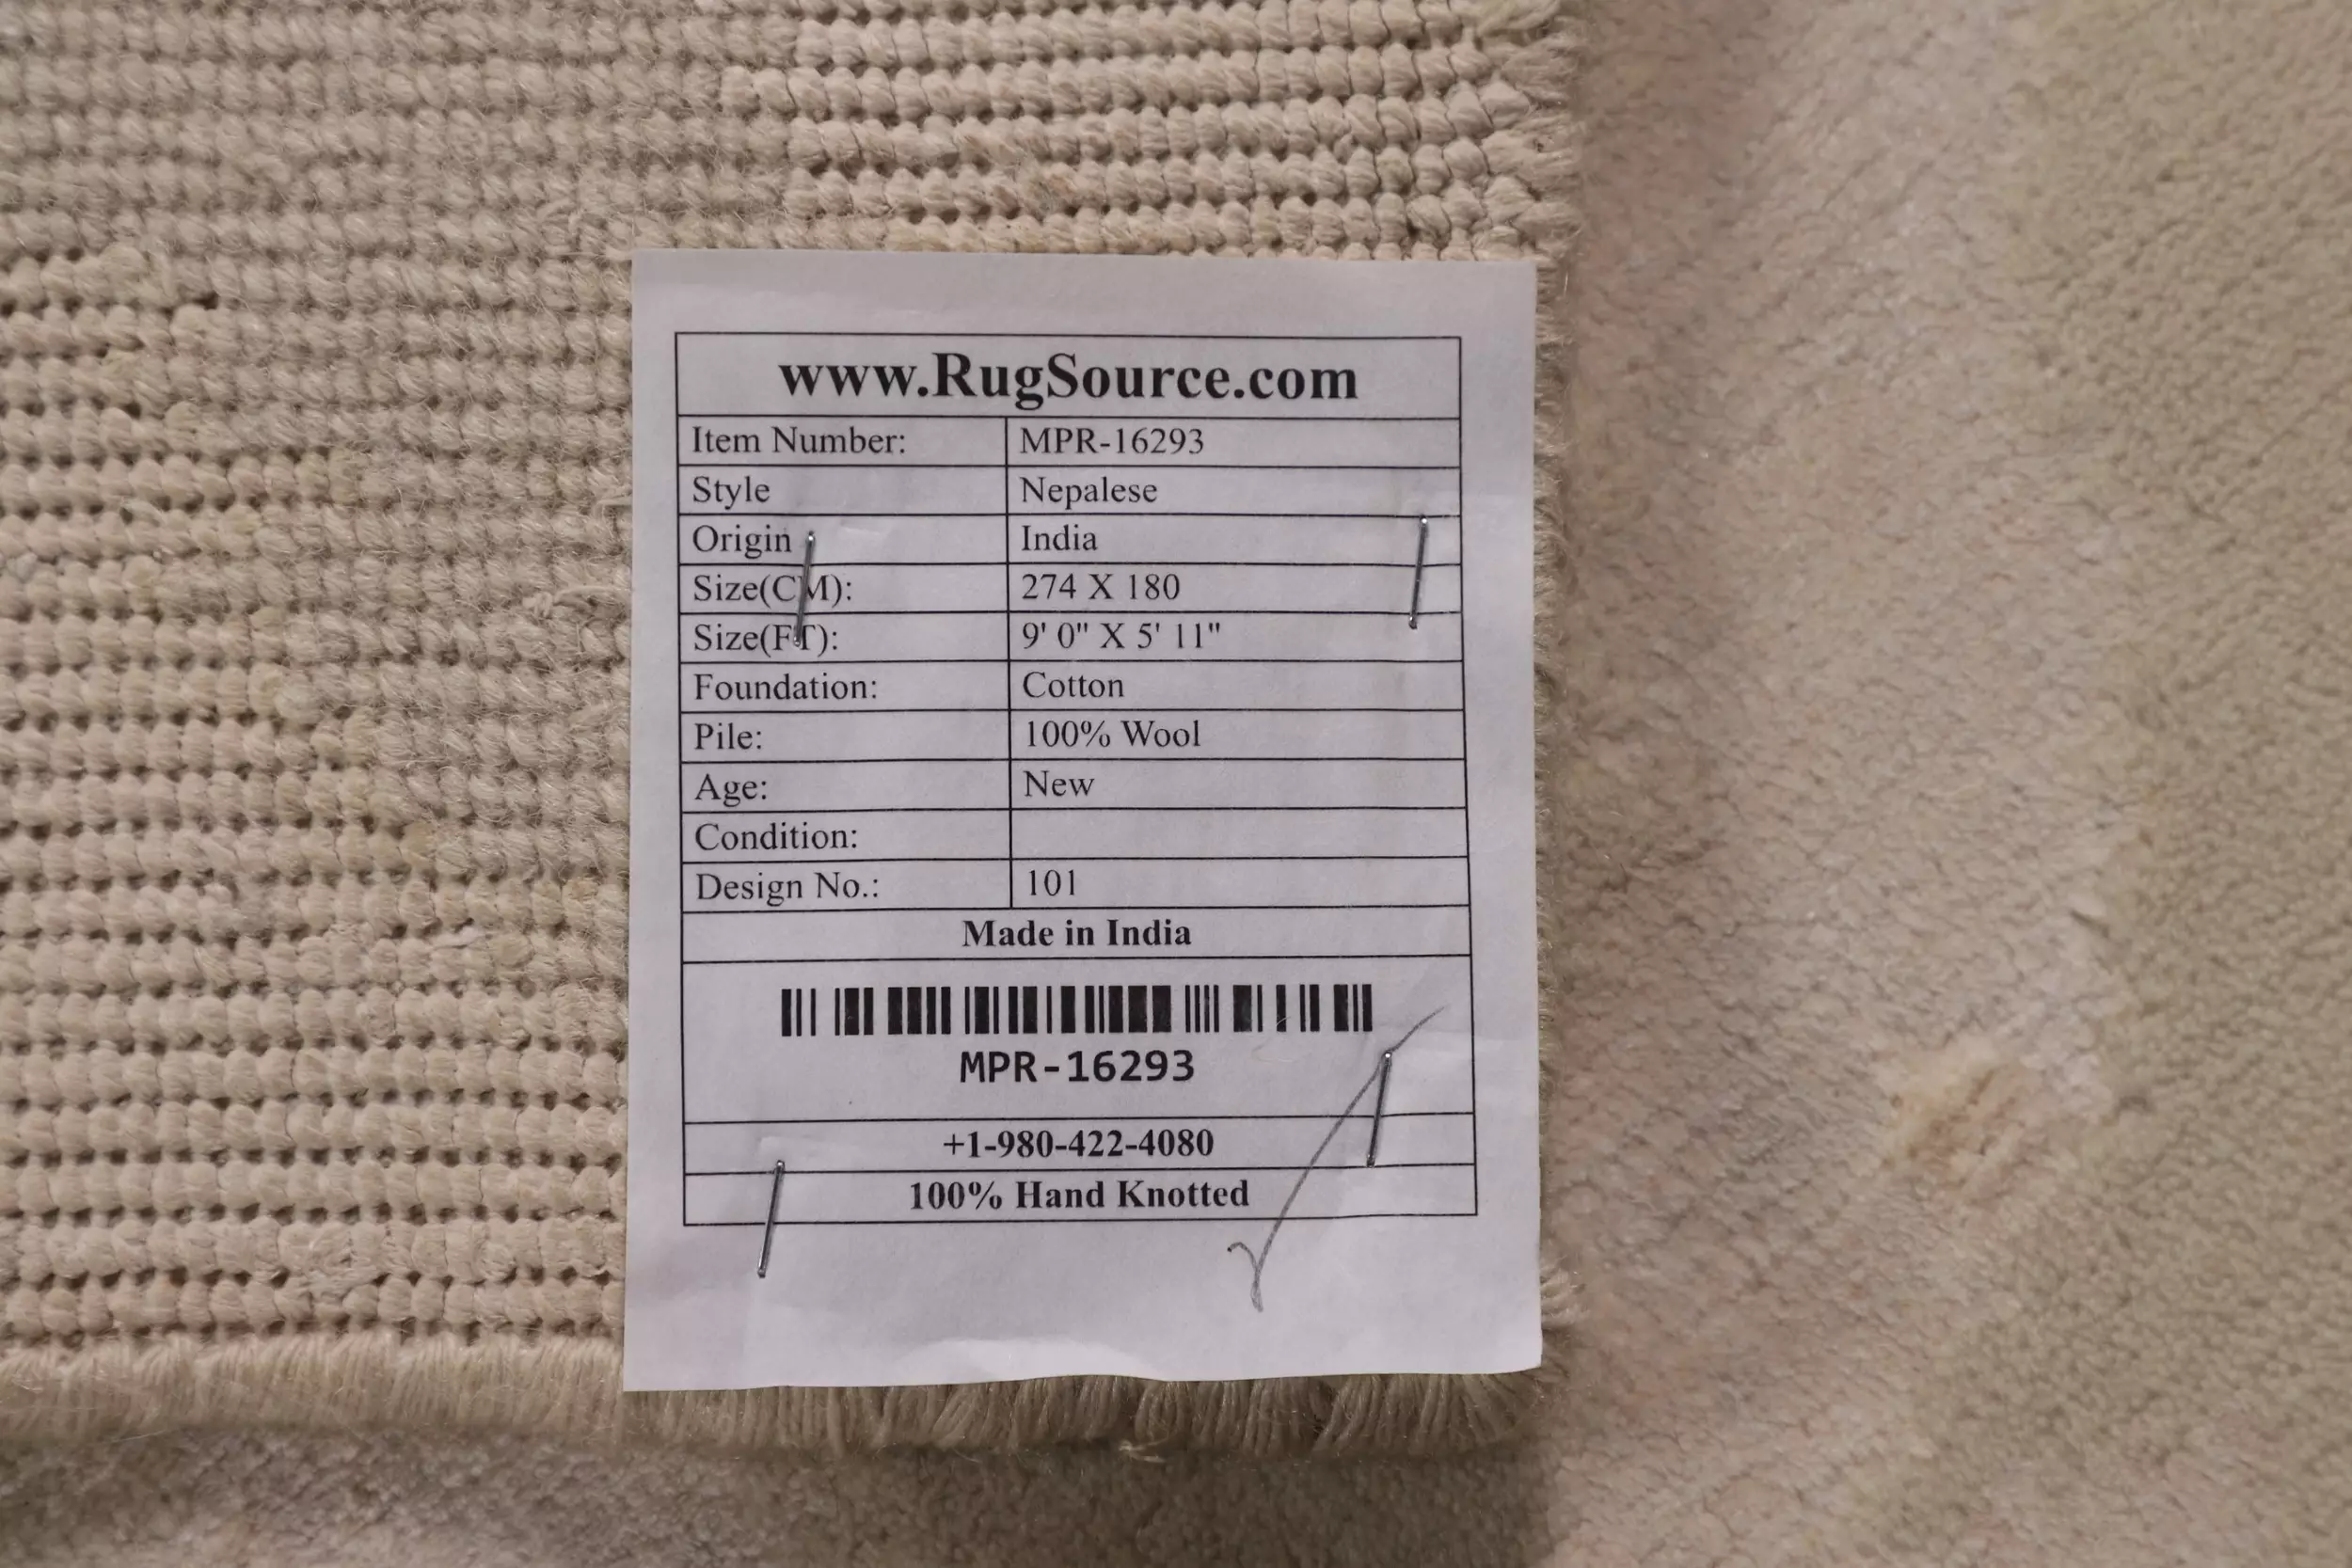 www.RugSource.com
Item Number: MPR-16293
Style Nepalese
Origin India
Size(CM): 274 X 180
Size(FT): 9' 0" X 5' 11"
Foundation: Cotton
Pile: 100% Wool
Age: New
Condition:
Design No.: 101
Made in India
MPR-16293
+1-980-422-4080
100% Hand Knotted